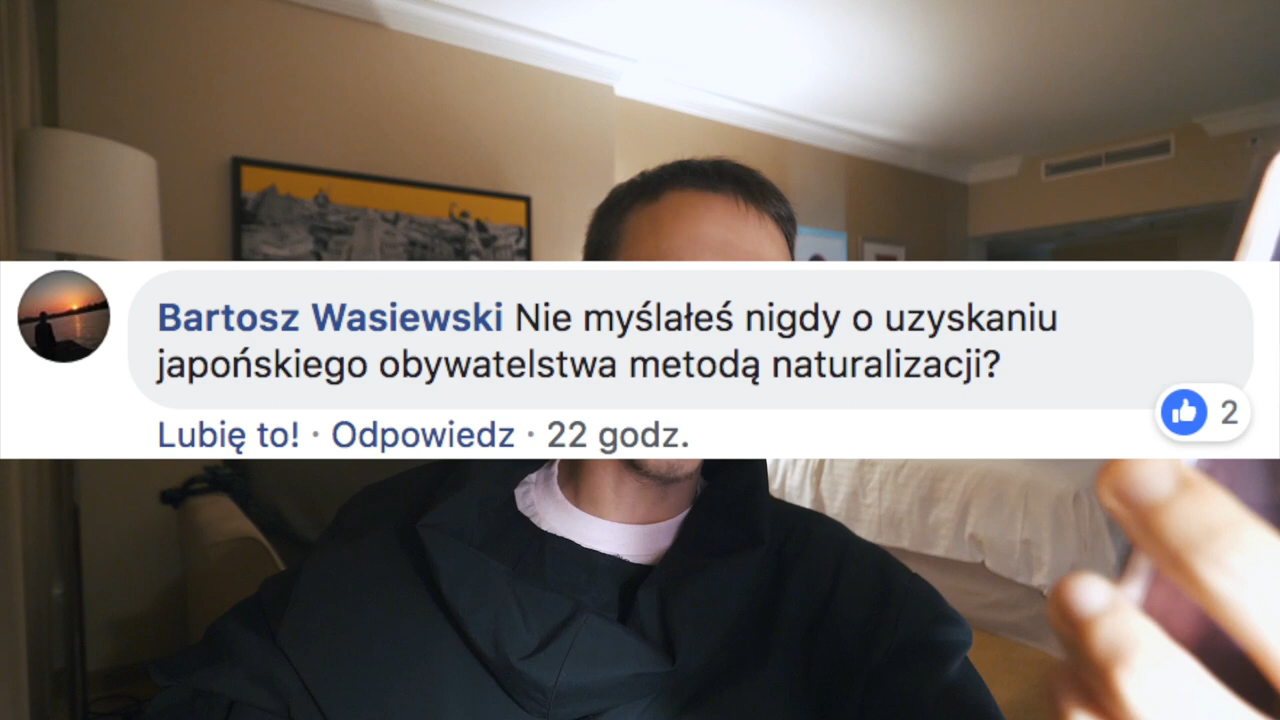 Bartosz Wasiewski Nie myślałeś nigdy o uzyskaniu
japońskiego obywatelstwa metodą naturalizacji?
2
Lubię to! · Odpowiedz · 22 godz.